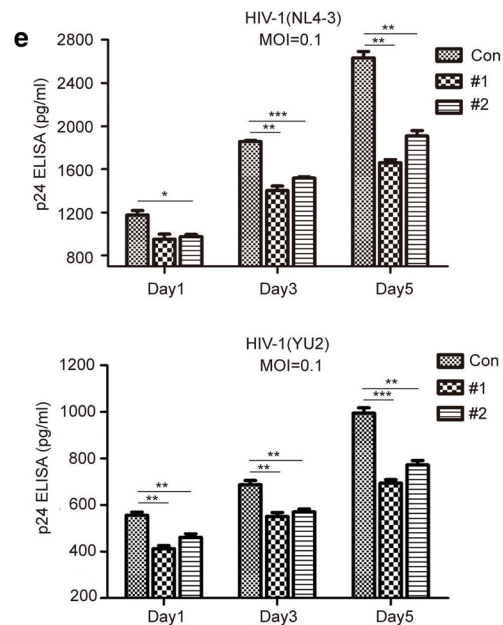 e
HIV-1(NL4-3)
MOI=0.1
p24 ELISA (pg/ml)
2800
2200
1800
1600
1200
800
Con
#1
#2
*
***
**
**
**
Day1
Day3
Day5
HIV-1(YU2)
MOI=0.1
p24 ELISA (pg/ml)
1200
1000
800
600
400
200
Con
#1
#2
**
**
**
**
**
***
Day1
Day3
Day5